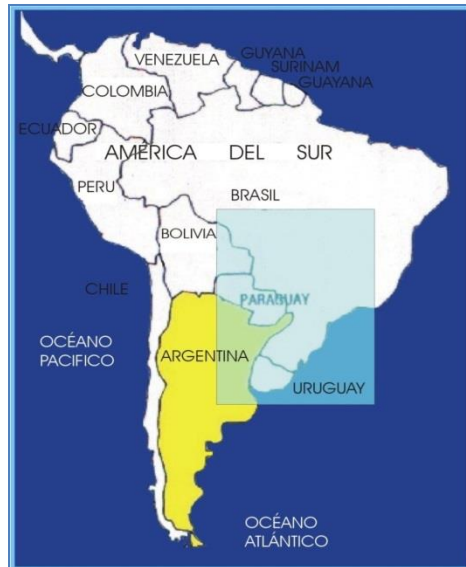 VENEZUELA
GUYANA
SURINAM
GUAYANA
COLOMBIA
ECUADOR
AMÉRICA DEL SUR
PERU
BRASIL
BOLIVIA
CHILE
PARAGUAY
OCÉANO
PACIFICO
ARGENTINA
URUGUAY
OCÉANO
ATLÁNTICO